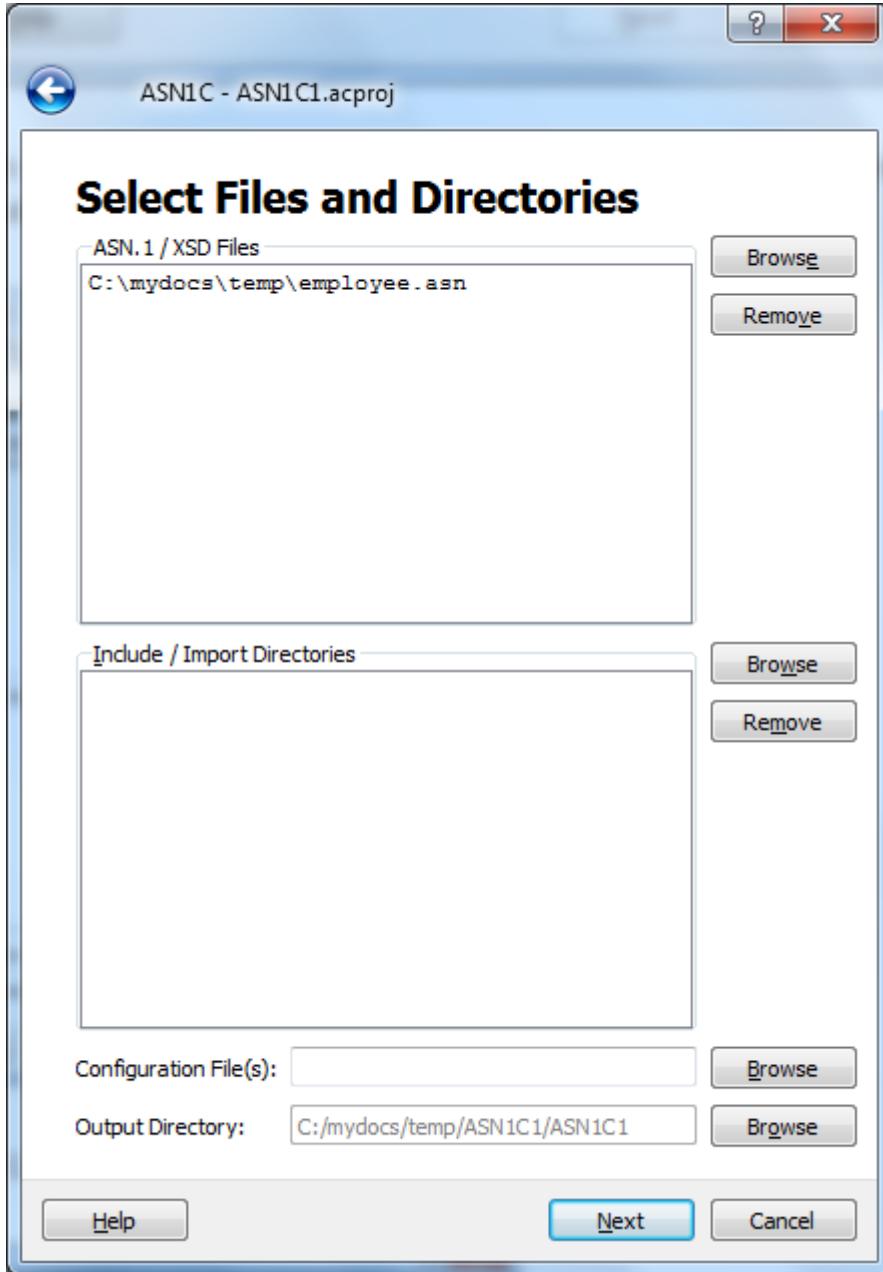 ASN1C - ASN1C1.acproj
Select Files and Directories
ASN.1 / XSD Files
Browse
C:\mydocs\temp\employee.asn
Remove
Include / Import Directories
Browse
Remove
Configuration File(s):
Browse
Output Directory:
C:/mydocs/temp/ASN1C1/ASN1C1
Browse
Help
Next
Cancel